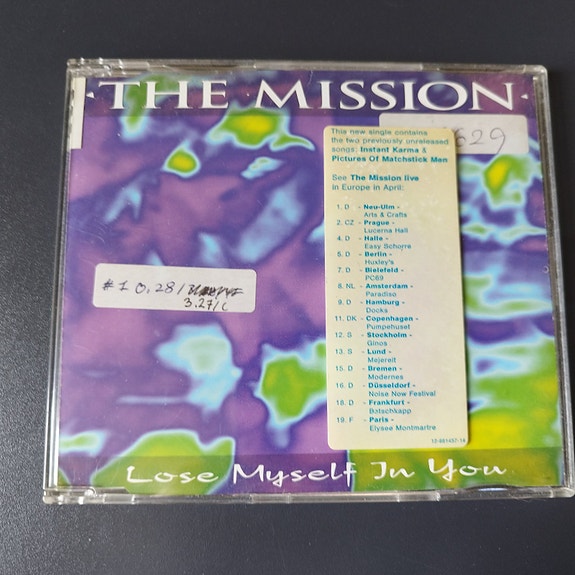 THE MISSION
629
This new single contains
the two previously unreleased
songs: Instant Karma &
Pictures Of Matchstick Men
See The Mission live
in Europe in April:
1. D - Neu-Ulm -
Arts & Crafts
2. CZ - Prague -
Lucerna Hall
4. D - Halle -
Easy Schorre
5. D - Berlin -
Huxley's
7. D - Bielefeld -
PC69
8. NL - Amsterdam -
Paradiso
9. D - Hamburg -
Docks
11. DK - Copenhagen -
Pumpehuset
12. S - Stockholm -
Ginos
13. S - Lund -
Mejereit
15. D - Bremen -
Modernes
16. D - Düsseldorf -
Noise Now Festival
18. D - Frankfurt -
Batschkapp
19. F - Paris -
Elysee Montmartre
#1 0.28/
3.27/c
Lose Myself In You